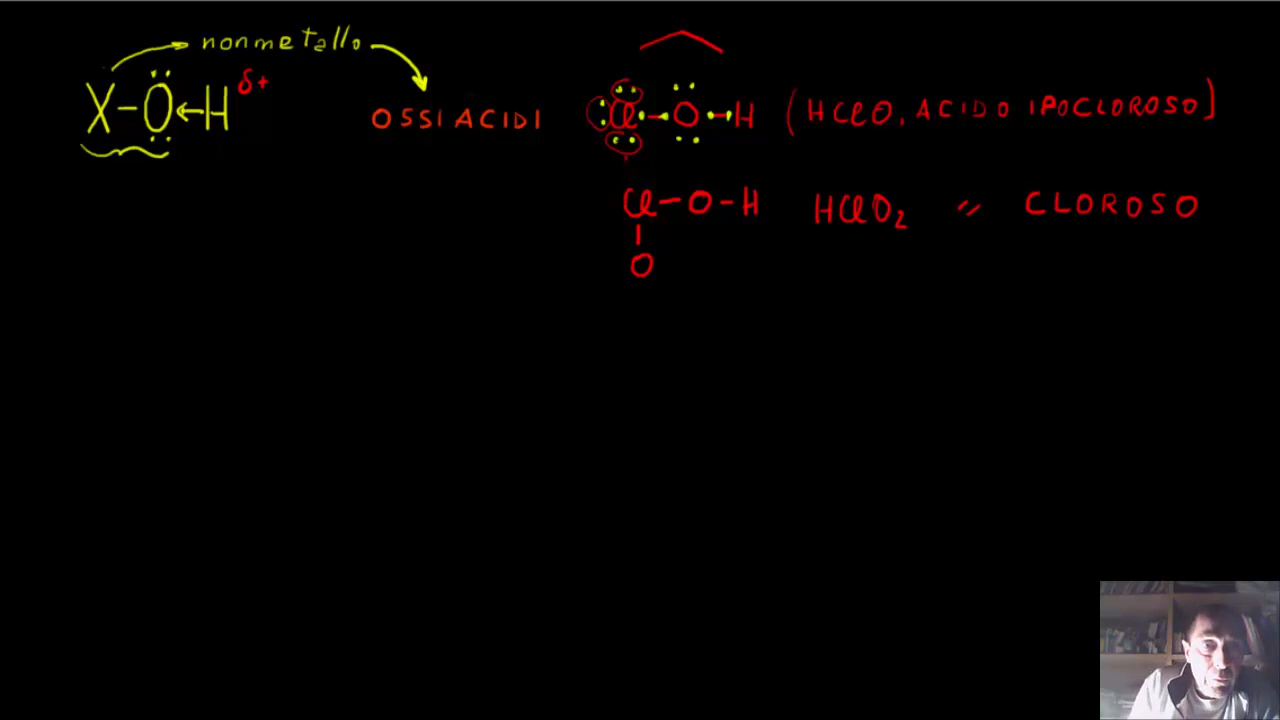 nonmetallo
X-O←H δ+
OSSIACIDI
Cl-O-H (HClO, ACIDO IPOCLOROSO)
Cl-O-H HClO2 〃 CLOROSO
O